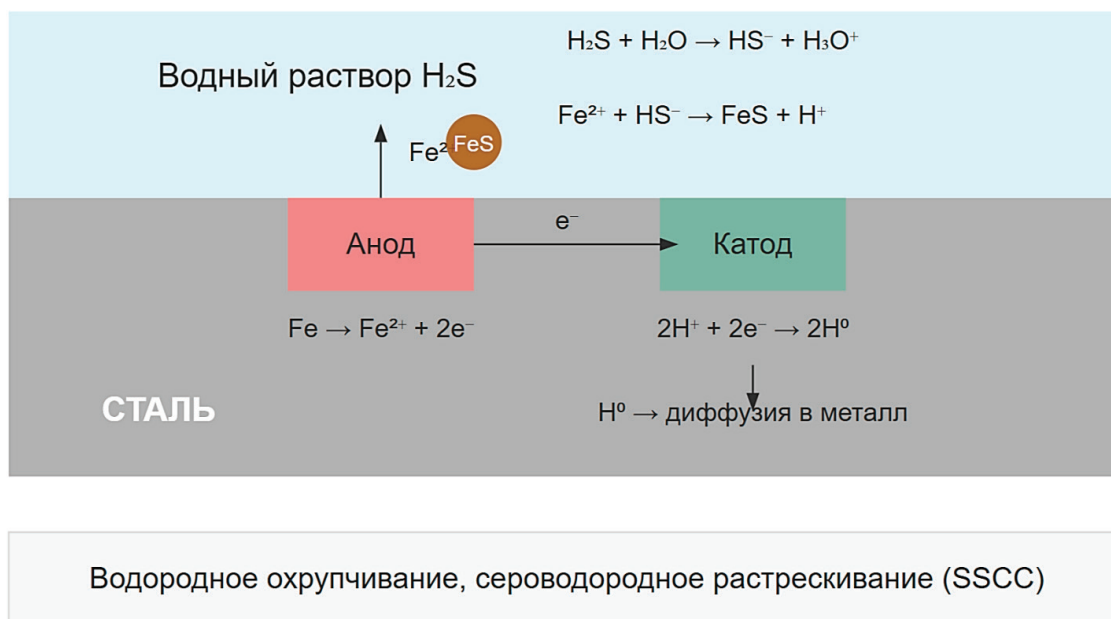 H₂S + H₂O → HS⁻ + H₃O⁺
Водный раствор H₂S
Fe²⁺ + HS⁻ → FeS + H⁺
Fe²⁺ FeS
e⁻
Анод
Катод
Fe → Fe²⁺ + 2e⁻
2H⁺ + 2e⁻ → 2H⁰
СТАЛЬ
H⁰ → диффузия в металл
Водородное охрупчивание, сероводородное растрескивание (SSCC)